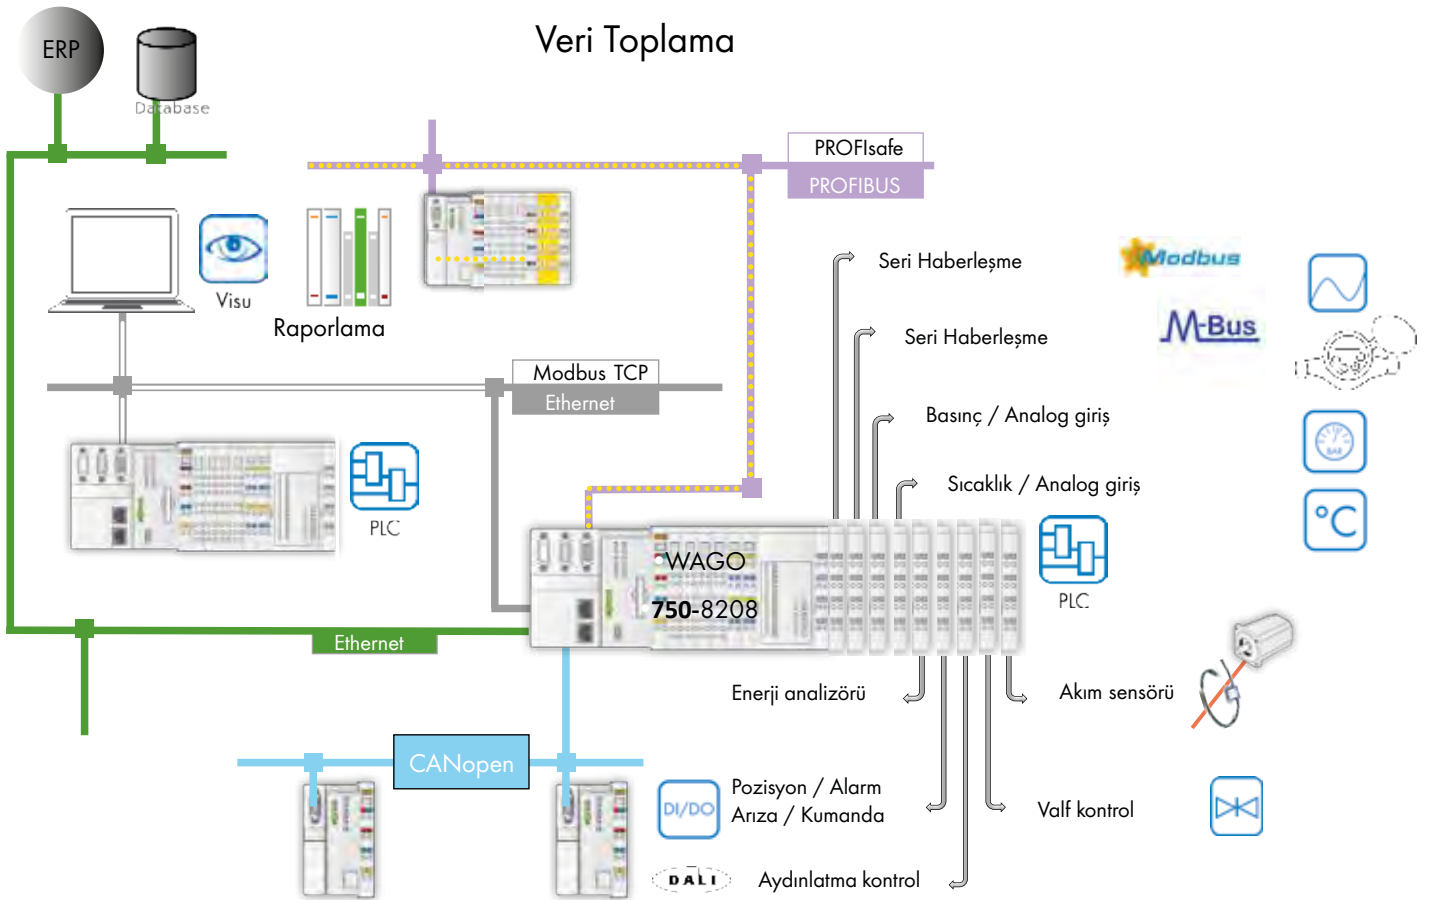 Veri Toplama
ERP
Database
PROFIsafe
PROFIBUS
Visu
Raporlama
Seri Haberleşme
Modbus
Seri Haberleşme
M-Bus
Modbus TCP
Ethernet
Basınç / Analog giriş
BAR
Sıcaklık / Analog giriş
°C
PLC
WAGO
750-8208
PLC
Ethernet
Enerji analizörü
Akım sensörü
CANopen
DI/DO
Pozisyon / Alarm
Arıza / Kumanda
Valf kontrol
DALI
Aydınlatma kontrol